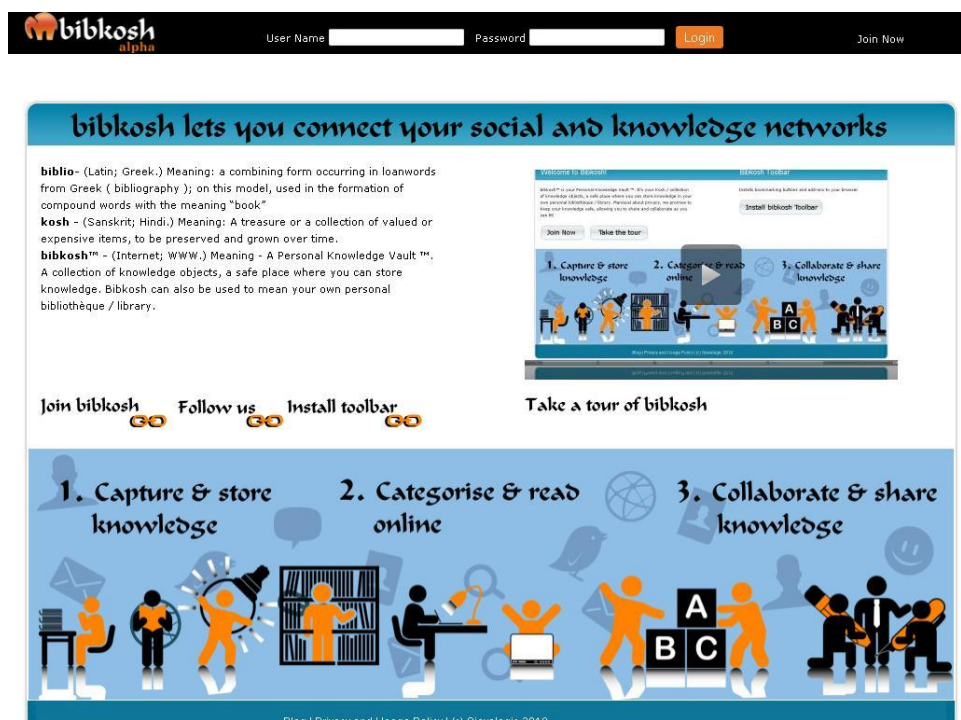 bibkosh
alpha
User Name Password Login Join Now
bibkosh lets you connect your social and knowledge networks
biblio- (Latin; Greek.) Meaning: a combining form occurring in loanwords
from Greek ( bibliography ); on this model, used in the formation of
compound words with the meaning "book"
kosh - (Sanskrit; Hindi.) Meaning: A treasure or a collection of valued or
expensive items, to be preserved and grown over time.
bibkosh™ - (Internet; WWW.) Meaning - A Personal Knowledge Vault ™.
A collection of knowledge objects, a safe place where you can store
knowledge. Bibkosh can also be used to mean your own personal
bibliothèque / library.
Welcome to Bibkosh!
Bibkosh Toolbar
Install bibkosh Toolbar
Join Now Take the tour
1. Capture & store
knowledge
2. Categorise & read
online
3. Collaborate & share
knowledge
A
B C
Join bibkosh
GO
Follow us
GO
Install toolbar
GO
Take a tour of bibkosh
1. Capture & store
knowledge
2. Categorise & read
online
3. Collaborate & share
knowledge
A
B C
Blog | Privacy and Usage Policy | (c)